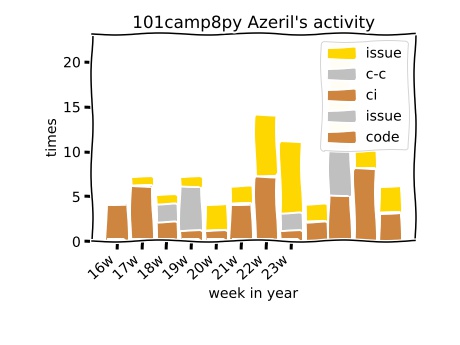 101camp8py Azeril's activity
issue
c-c
ci
issue
code
times
20
15
10
5
0
16w
17w
18w
19w
20w
21w
22w
23w
week in year